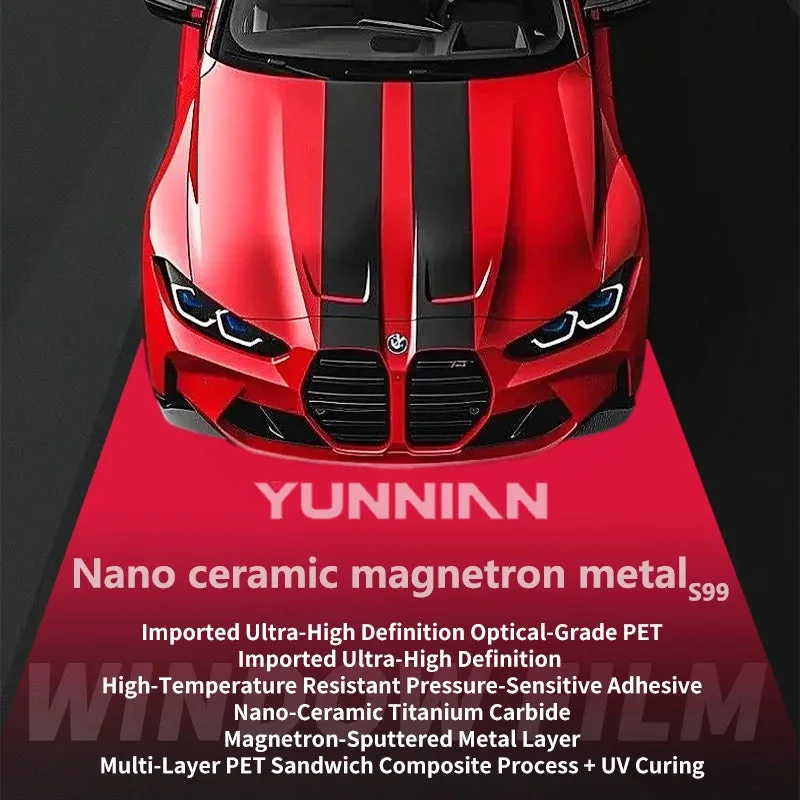 YUNNIAN
Nano ceramic magnetron metal S99
Imported Ultra-High Definition Optical-Grade PET
Imported Ultra-High Definition
High-Temperature Resistant Pressure-Sensitive Adhesive
Nano-Ceramic Titanium Carbide
WINDOW FILM
Magnetron-Sputtered Metal Layer
Multi-Layer PET Sandwich Composite Process + UV Curing